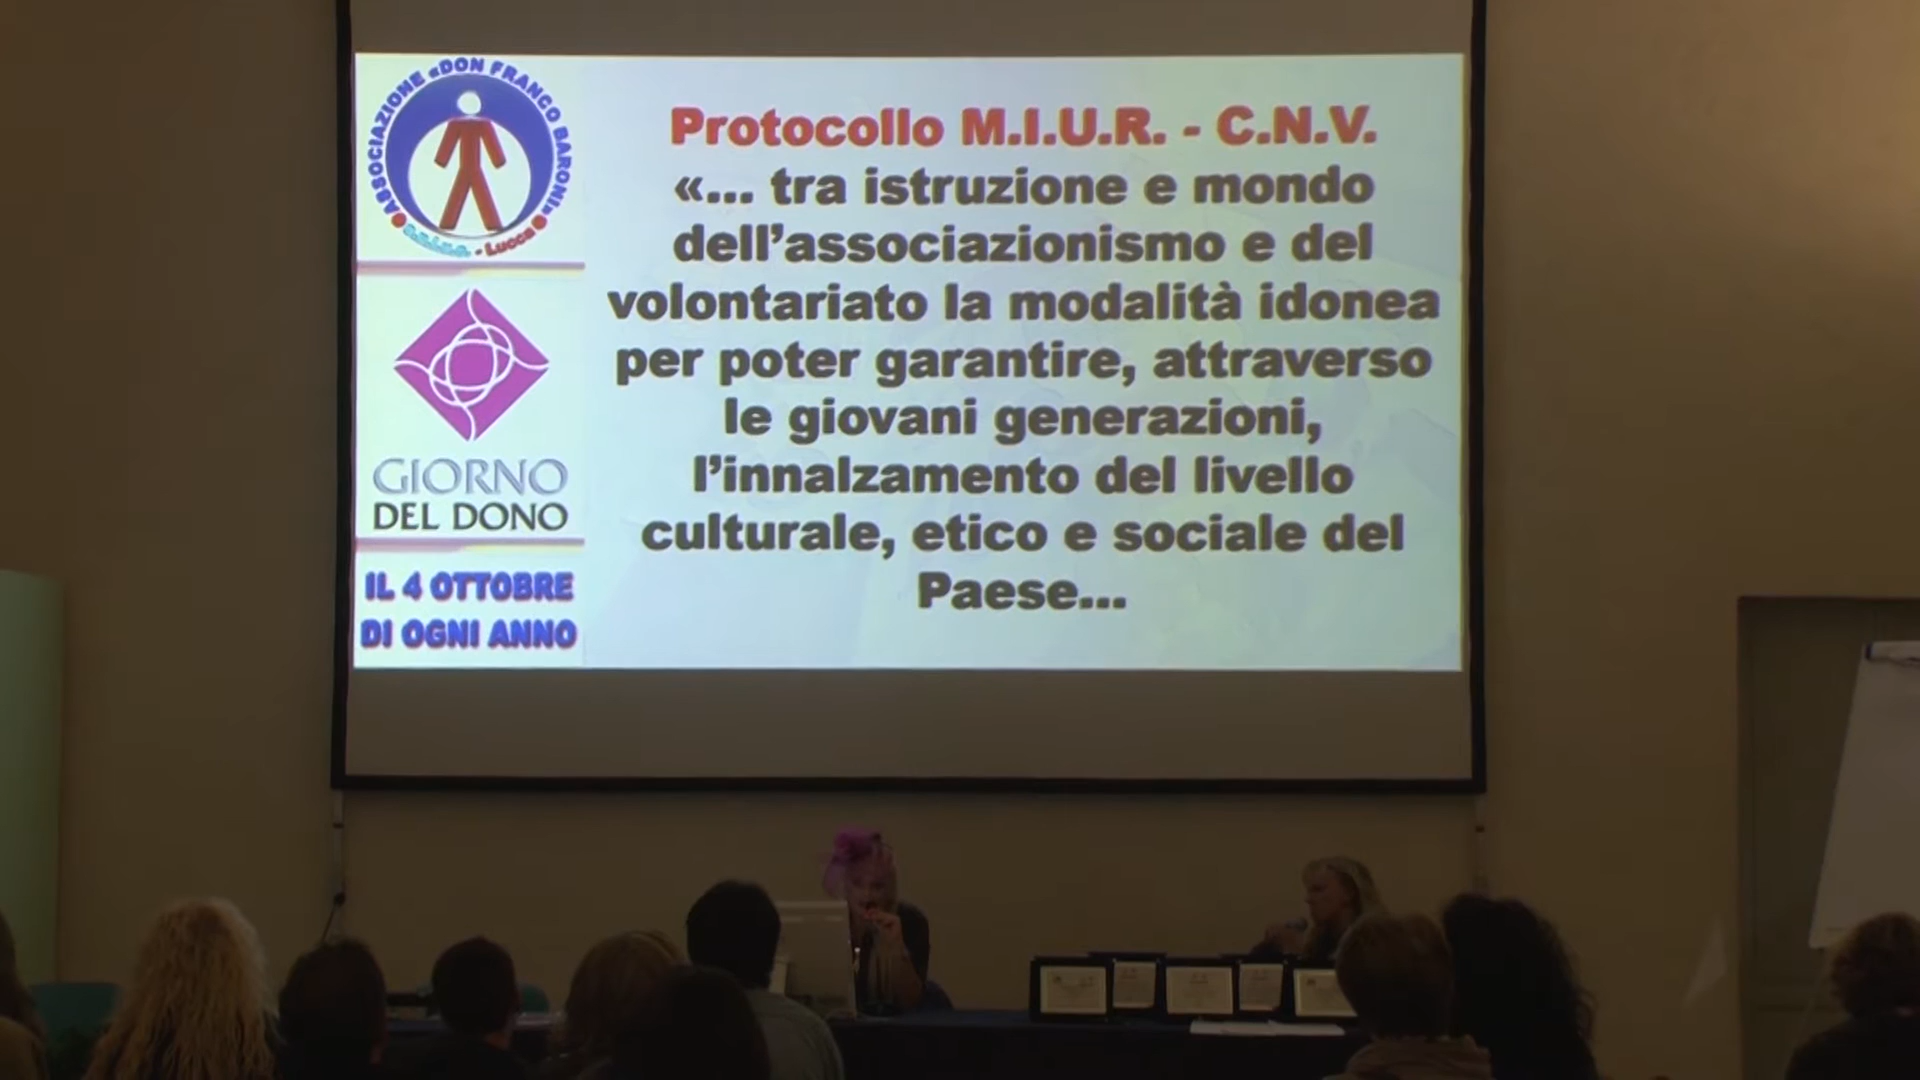 ASSOCIAZIONE «DON FRANCO BARONI»
- Lucca
GIORNO
DEL DONO
IL 4 OTTOBRE
DI OGNI ANNO
Protocollo M.I.U.R. - C.N.V.
«... tra istruzione e mondo
dell'associazionismo e del
volontariato la modalità idonea
per poter garantire, attraverso
le giovani generazioni,
l'innalzamento del livello
culturale, etico e sociale del
Paese...